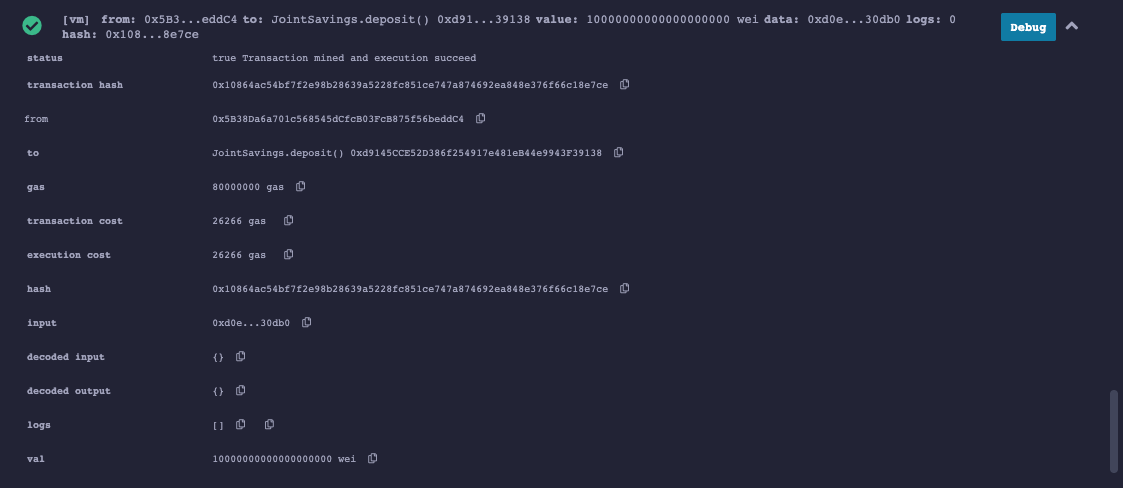 [vm] from: 0x5B3...eddC4 to: JointSavings.deposit() 0xd91...39138 value: 10000000000000000000 wei data: 0xd0e...30db0 logs: 0
hash: 0x108...8e7ce
Debug
status true Transaction mined and execution succeed
transaction hash 0x10864ac54bf7f2e98b28639a5228fc851ce747a874692ea848e376f66c18e7ce
from 0x5B38Da6a701c568545dCfcB03FcB875f56beddC4
to JointSavings.deposit() 0xd9145CCE52D386f254917e481eB44e9943F39138
gas 80000000 gas
transaction cost 26266 gas
execution cost 26266 gas
hash 0x10864ac54bf7f2e98b28639a5228fc851ce747a874692ea848e376f66c18e7ce
input 0xd0e...30db0
decoded input {}
decoded output {}
logs []
val 10000000000000000000 wei